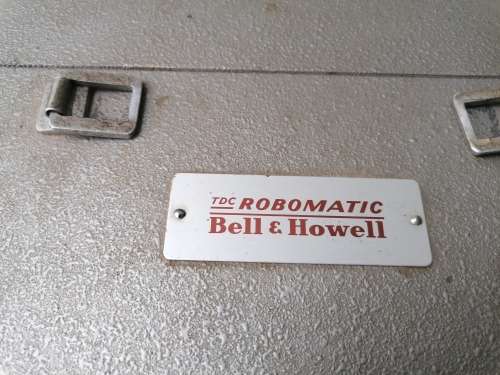 TDC ROBOMATIC
Bell & Howell